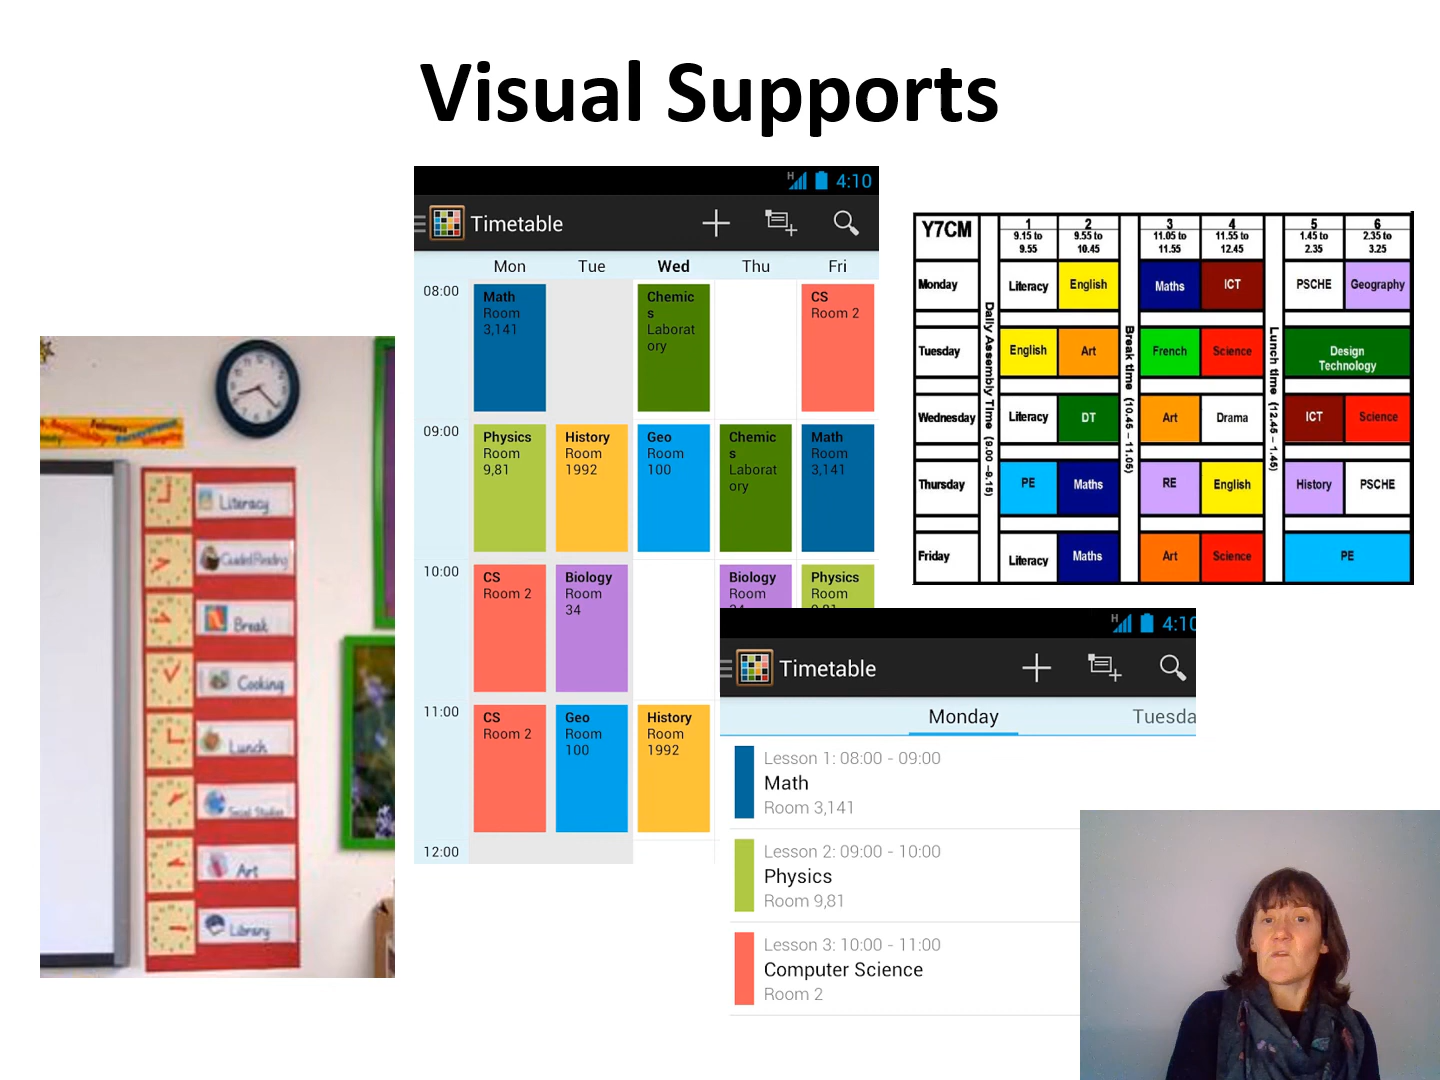 Visual Supports
H 4:10
Timetable
Mon Tue Wed Thu Fri
08:00
Math
Room
3,141
Chemic
s
Laborat
ory
CS
Room 2
09:00
Physics
Room
9,81
History
Room
1992
Geo
Room
100
Chemic
s
Laborat
ory
Math
Room
3,141
10:00
CS
Room 2
Biology
Room
34
Biology
Room
Physics
Room
11:00
CS
Room 2
Geo
Room
100
History
Room
1992
12:00
Y7CM
1
9.15 to
9.55
2
9.55 to
10.45
3
11.05 to
11.55
4
11.55 to
12.45
5
1.45 to
2.35
6
2.35 to
3.25
Daily Assembly Time (9.00 –9.15)
Break time (10.45 – 11.05)
Lunch time (12.45 – 1.45)
Monday Literacy English Maths ICT PSCHE Geography
Tuesday English Art French Science Design
Technology
Wednesday Literacy DT Art Drama ICT Science
Thursday PE Maths RE English History PSCHE
Friday Literacy Maths Art Science PE
Fairness
Literacy
Guided Reading
Break
Cooking
Lunch
Social Studies
Art
Library
H 4:10
Timetable
Monday Tuesda
Lesson 1: 08:00 - 09:00
Math
Room 3,141
Lesson 2: 09:00 - 10:00
Physics
Room 9,81
Lesson 3: 10:00 - 11:00
Computer Science
Room 2